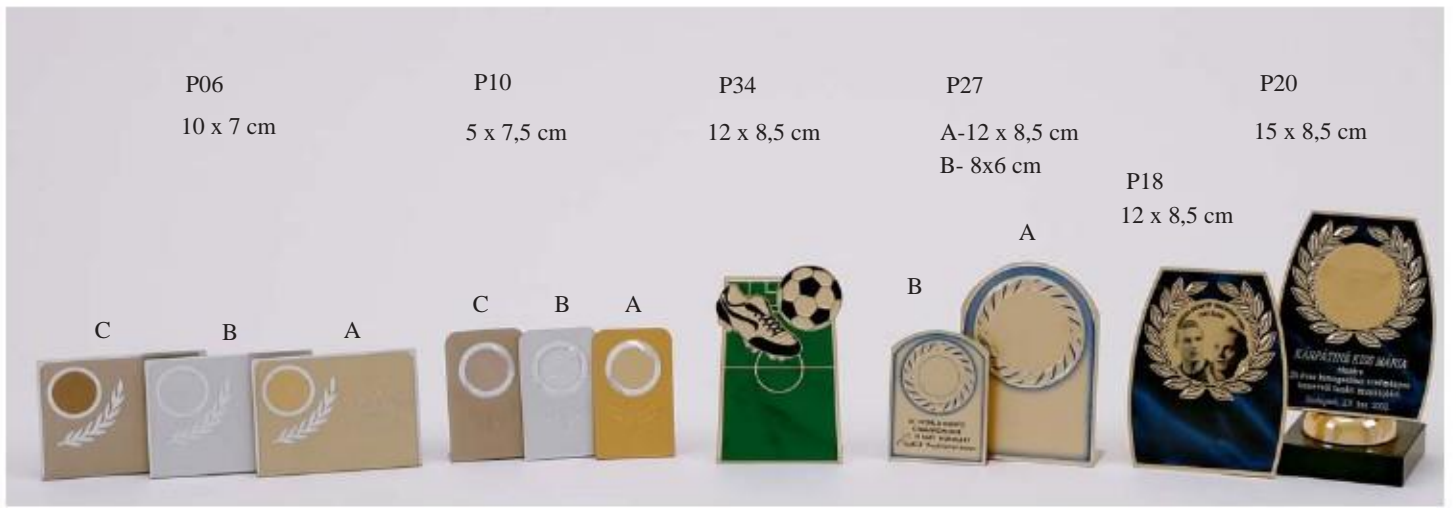 P06
10 x 7 cm
P10
5 x 7,5 cm
P34
12 x 8,5 cm
P27
A-12 x 8,5 cm
B- 8x6 cm
P20
15 x 8,5 cm
P18
12 x 8,5 cm
C
B
A
C
B
A
B
A
KÁRPÁTINÉ KISS MÁRIA
részére